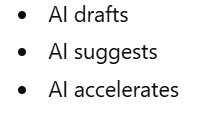 • AI drafts
• AI suggests
• AI accelerates